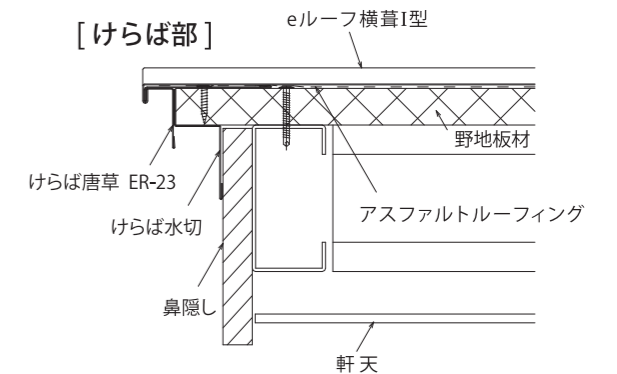 [けらば部]
eルーフ横葺I型
野地板材
けらば唐草 ER-23
アスファルトルーフィング
けらば水切
鼻隠し
軒天